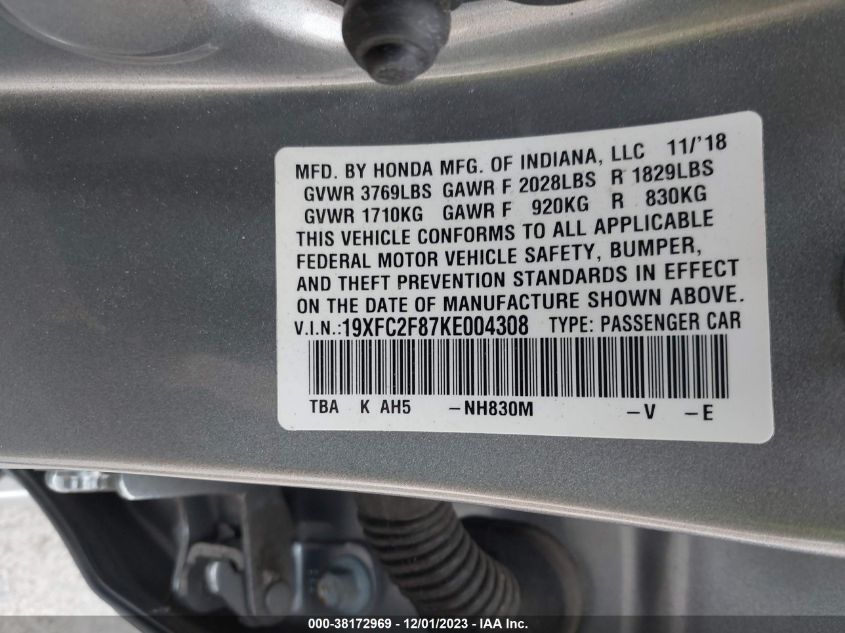 MFD. BY HONDA MFG. OF INDIANA, LLC 11/'18
GVWR 3769LBS GAWR F 2028LBS R 1829LBS
GVWR 1710KG GAWR F 920KG R 830KG
THIS VEHICLE CONFORMS TO ALL APPLICABLE
FEDERAL MOTOR VEHICLE SAFETY, BUMPER,
AND THEFT PREVENTION STANDARDS IN EFFECT
ON THE DATE OF MANUFACTURE SHOWN ABOVE.
V.I.N.:19XFC2F87KE004308 TYPE: PASSENGER CAR
TBA K AH5 -NH830M -V -E
000-38172969 - 12/01/2023 - IAA Inc.